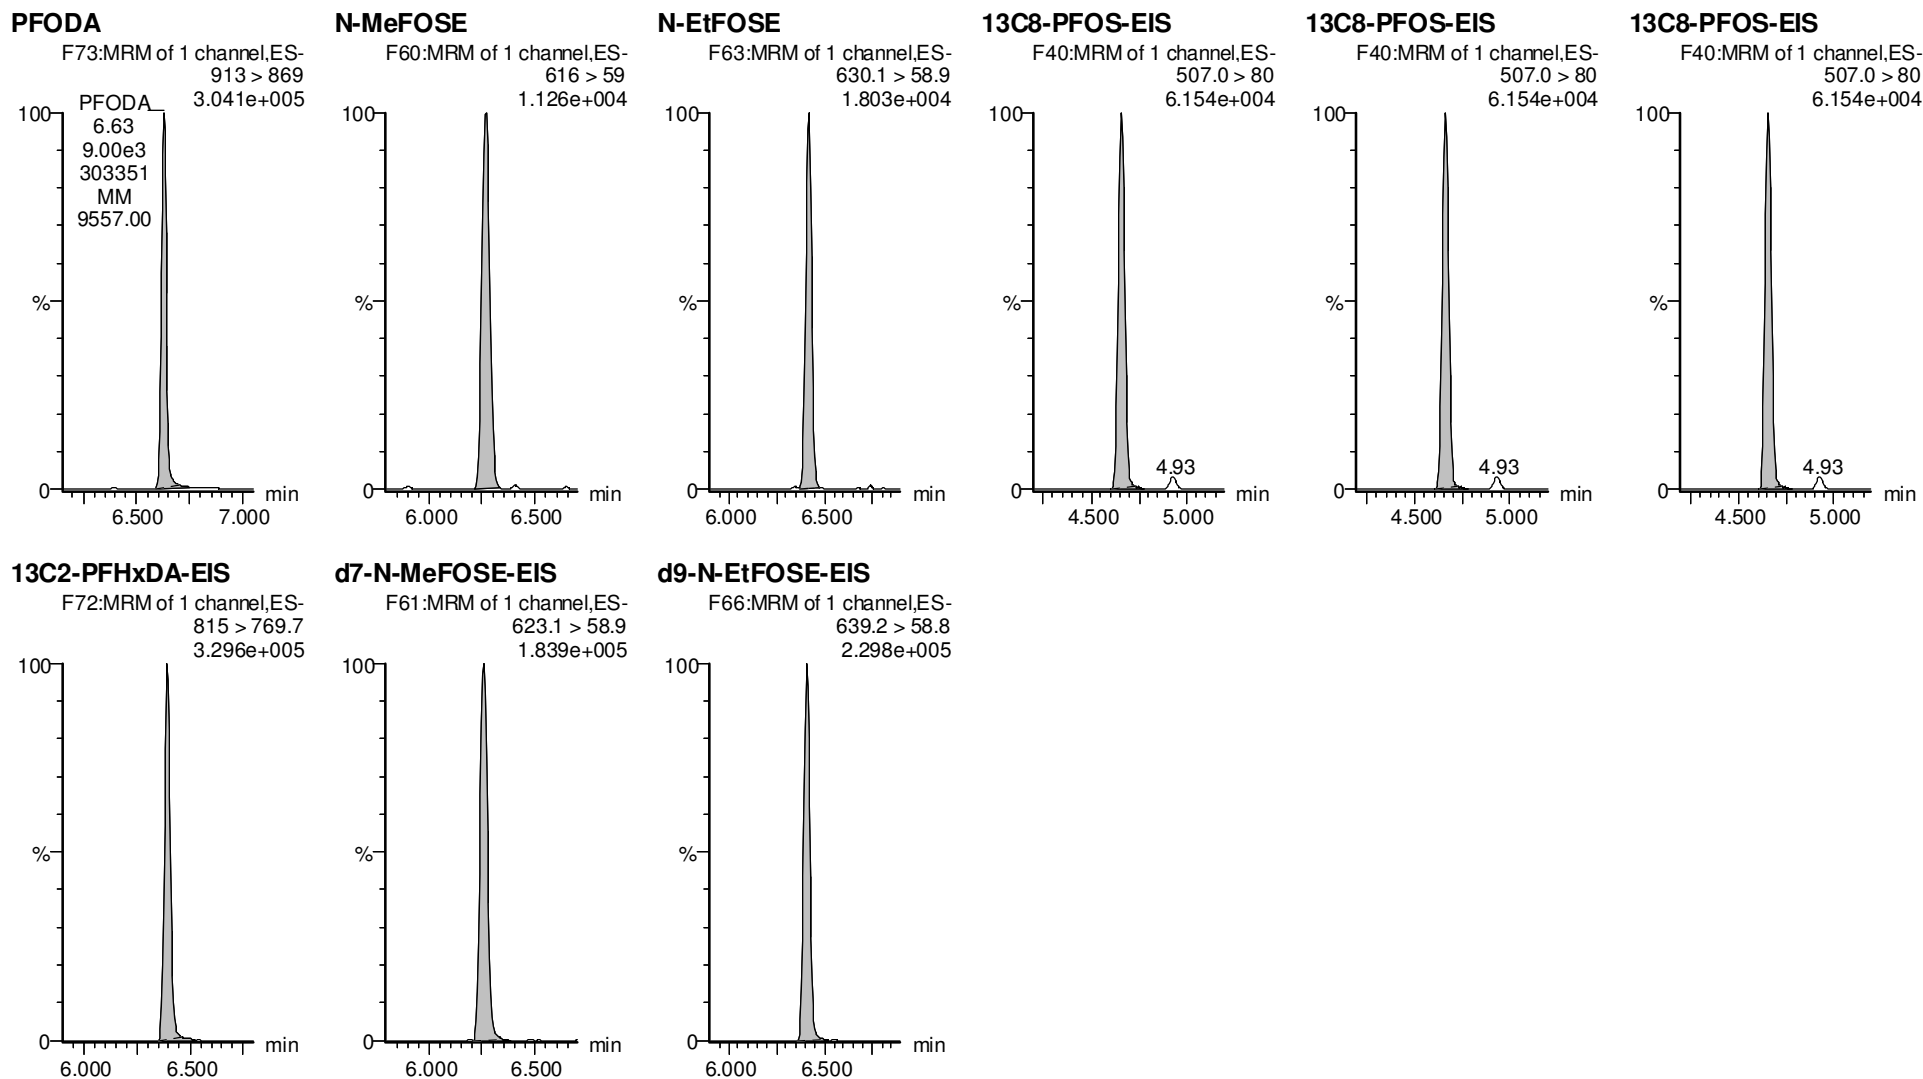 PFODA
F73:MRM of 1 channel,ES-
913 > 869
3.041e+005
PFODA
6.63
9.00e3
303351
MM
9557.00
100
%
0
min
6.500 7.000
N-MeFOSE
F60:MRM of 1 channel,ES-
616 > 59
1.126e+004
100
%
0
min
6.000 6.500
N-EtFOSE
F63:MRM of 1 channel,ES-
630.1 > 58.9
1.803e+004
100
%
0
min
6.000 6.500
13C8-PFOS-EIS
F40:MRM of 1 channel,ES-
507.0 > 80
6.154e+004
100
%
4.93
0
min
4.500 5.000
13C8-PFOS-EIS
F40:MRM of 1 channel,ES-
507.0 > 80
6.154e+004
100
%
4.93
0
min
4.500 5.000
13C8-PFOS-EIS
F40:MRM of 1 channel,ES-
507.0 > 80
6.154e+004
100
%
4.93
0
min
4.500 5.000
13C2-PFHxDA-EIS
F72:MRM of 1 channel,ES-
815 > 769.7
3.296e+005
100
%
0
min
6.000 6.500
d7-N-MeFOSE-EIS
F61:MRM of 1 channel,ES-
623.1 > 58.9
1.839e+005
100
%
0
min
6.000 6.500
d9-N-EtFOSE-EIS
F66:MRM of 1 channel,ES-
639.2 > 58.8
2.298e+005
100
%
0
min
6.000 6.500